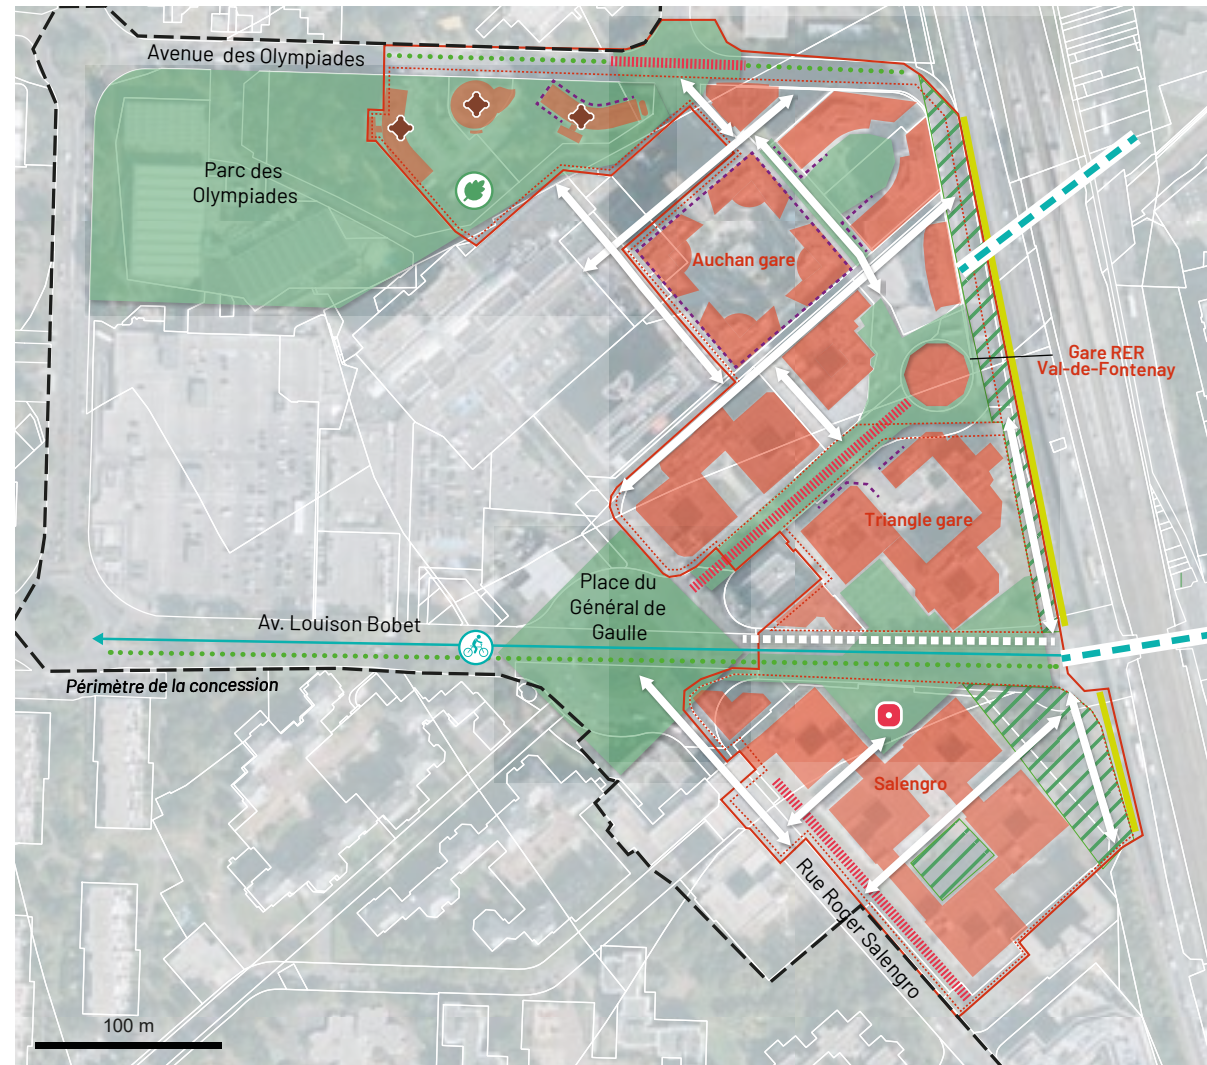 Avenue des Olympiades
Parc des
Olympiades
Auchan gare
Gare RER
Val-de-Fontenay
Triangle gare
Place du
Général de
Gaulle
Av. Louison Bobet
Périmètre de la concession
Salengro
Rue Roger Salengro
100 m